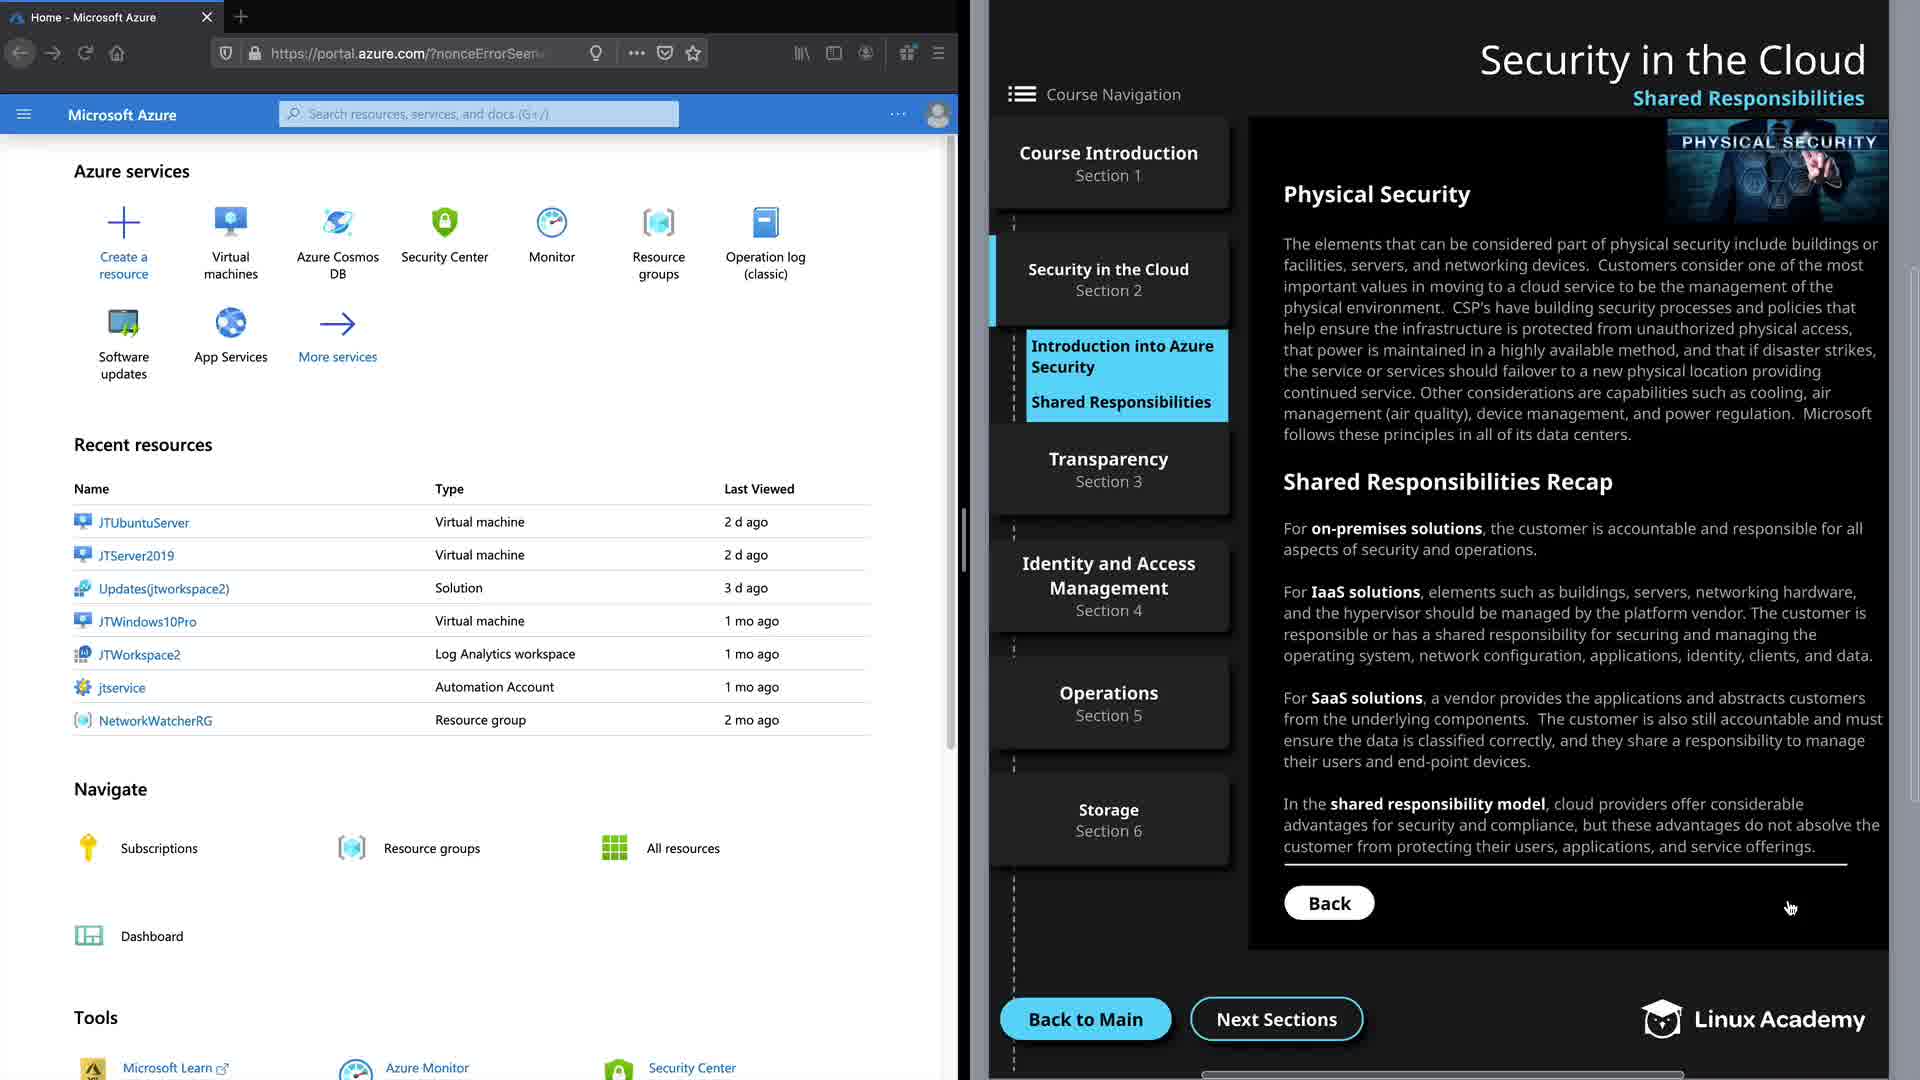 Home - Microsoft Azure
https://portal.azure.com/?nonceErrorSeen
Microsoft Azure
Search resources, services, and docs (G+/)
Azure services
Create a resource
Virtual machines
Azure Cosmos DB
Security Center
Monitor
Resource groups
Operation log (classic)
Software updates
App Services
More services
Recent resources
Name Type Last Viewed
JTUbuntuServer Virtual machine 2 d ago
JTServer2019 Virtual machine 2 d ago
Updates(jtworkspace2) Solution 3 d ago
JTWindows10Pro Virtual machine 1 mo ago
JTWorkspace2 Log Analytics workspace 1 mo ago
jtservice Automation Account 1 mo ago
NetworkWatcherRG Resource group 2 mo ago
Navigate
Subscriptions Resource groups All resources
Dashboard
Tools
Microsoft Learn Azure Monitor Security Center
Security in the Cloud
Shared Responsibilities
Course Navigation
Course Introduction
Section 1
Security in the Cloud
Section 2
Introduction into Azure
Security
Shared Responsibilities
Transparency
Section 3
Identity and Access
Management
Section 4
Operations
Section 5
Storage
Section 6
PHYSICAL SECURITY
Physical Security
The elements that can be considered part of physical security include buildings or
facilities, servers, and networking devices. Customers consider one of the most
important values in moving to a cloud service to be the management of the
physical environment. CSP's have building security processes and policies that
help ensure the infrastructure is protected from unauthorized physical access,
that power is maintained in a highly available method, and that if disaster strikes,
the service or services should failover to a new physical location providing
continued service. Other considerations are capabilities such as cooling, air
management (air quality), device management, and power regulation. Microsoft
follows these principles in all of its data centers.
Shared Responsibilities Recap
For on-premises solutions, the customer is accountable and responsible for all
aspects of security and operations.
For IaaS solutions, elements such as buildings, servers, networking hardware,
and the hypervisor should be managed by the platform vendor. The customer is
responsible or has a shared responsibility for securing and managing the
operating system, network configuration, applications, identity, clients, and data.
For SaaS solutions, a vendor provides the applications and abstracts customers
from the underlying components. The customer is also still accountable and must
ensure the data is classified correctly, and they share a responsibility to manage
their users and end-point devices.
In the shared responsibility model, cloud providers offer considerable
advantages for security and compliance, but these advantages do not absolve the
customer from protecting their users, applications, and service offerings.
Back
Back to Main
Next Sections
Linux Academy